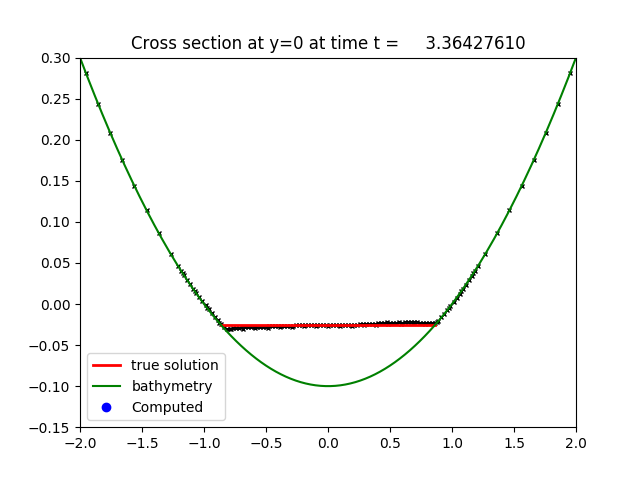 Cross section at y=0 at time t = 3.36427610
0.30
0.25
0.20
0.15
0.10
0.05
0.00
−0.05
−0.10
−0.15
true solution
bathymetry
Computed
−2.0 −1.5 −1.0 −0.5 0.0 0.5 1.0 1.5 2.0